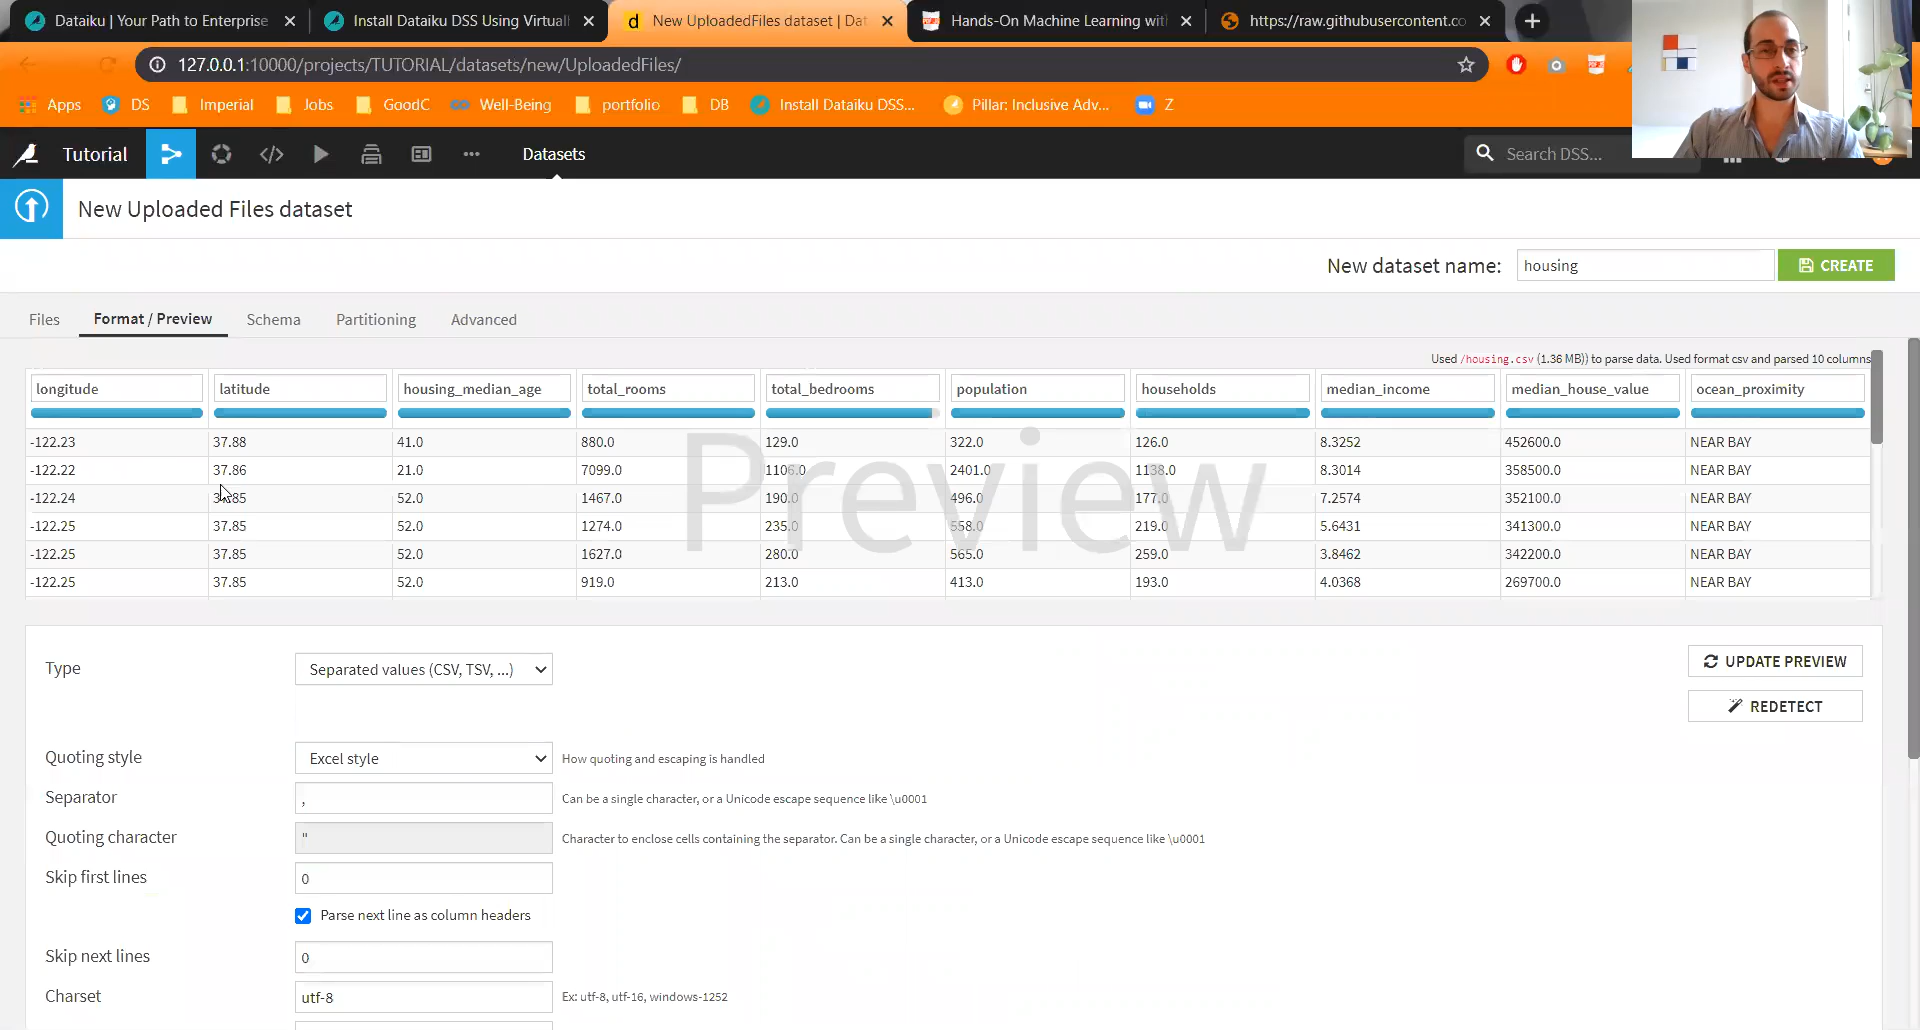 Dataiku | Your Path to Enterprise
Install Dataiku DSS Using Virtuall
New UploadedFiles dataset | Dat
Hands-On Machine Learning with
https://raw.githubusercontent.co
127.0.0.1:10000/projects/TUTORIAL/datasets/new/UploadedFiles/
Apps DS Imperial Jobs GoodC Well-Being portfolio DB Install Dataiku DSS... Pillar: Inclusive Adv... Z
Tutorial Datasets Search DSS...
New Uploaded Files dataset
New dataset name: housing CREATE
Files Format / Preview Schema Partitioning Advanced
Used /housing.csv (1.36 MB)) to parse data. Used format csv and parsed 10 columns
longitude latitude housing_median_age total_rooms total_bedrooms population households median_income median_house_value ocean_proximity
-122.23 37.88 41.0 880.0 129.0 322.0 126.0 8.3252 452600.0 NEAR BAY
-122.22 37.86 21.0 7099.0 1106.0 2401.0 1138.0 8.3014 358500.0 NEAR BAY
-122.24 37.85 52.0 1467.0 190.0 496.0 177.0 7.2574 352100.0 NEAR BAY
-122.25 37.85 52.0 1274.0 235.0 558.0 219.0 5.6431 341300.0 NEAR BAY
-122.25 37.85 52.0 1627.0 280.0 565.0 259.0 3.8462 342200.0 NEAR BAY
-122.25 37.85 52.0 919.0 213.0 413.0 193.0 4.0368 269700.0 NEAR BAY
Preview
Type Separated values (CSV, TSV, ...)
UPDATE PREVIEW
REDETECT
Quoting style Excel style How quoting and escaping is handled
Separator , Can be a single character, or a Unicode escape sequence like \u0001
Quoting character " Character to enclose cells containing the separator. Can be a single character, or a Unicode escape sequence like \u0001
Skip first lines 0
Parse next line as column headers
Skip next lines 0
Charset utf-8 Ex: utf-8, utf-16, windows-1252